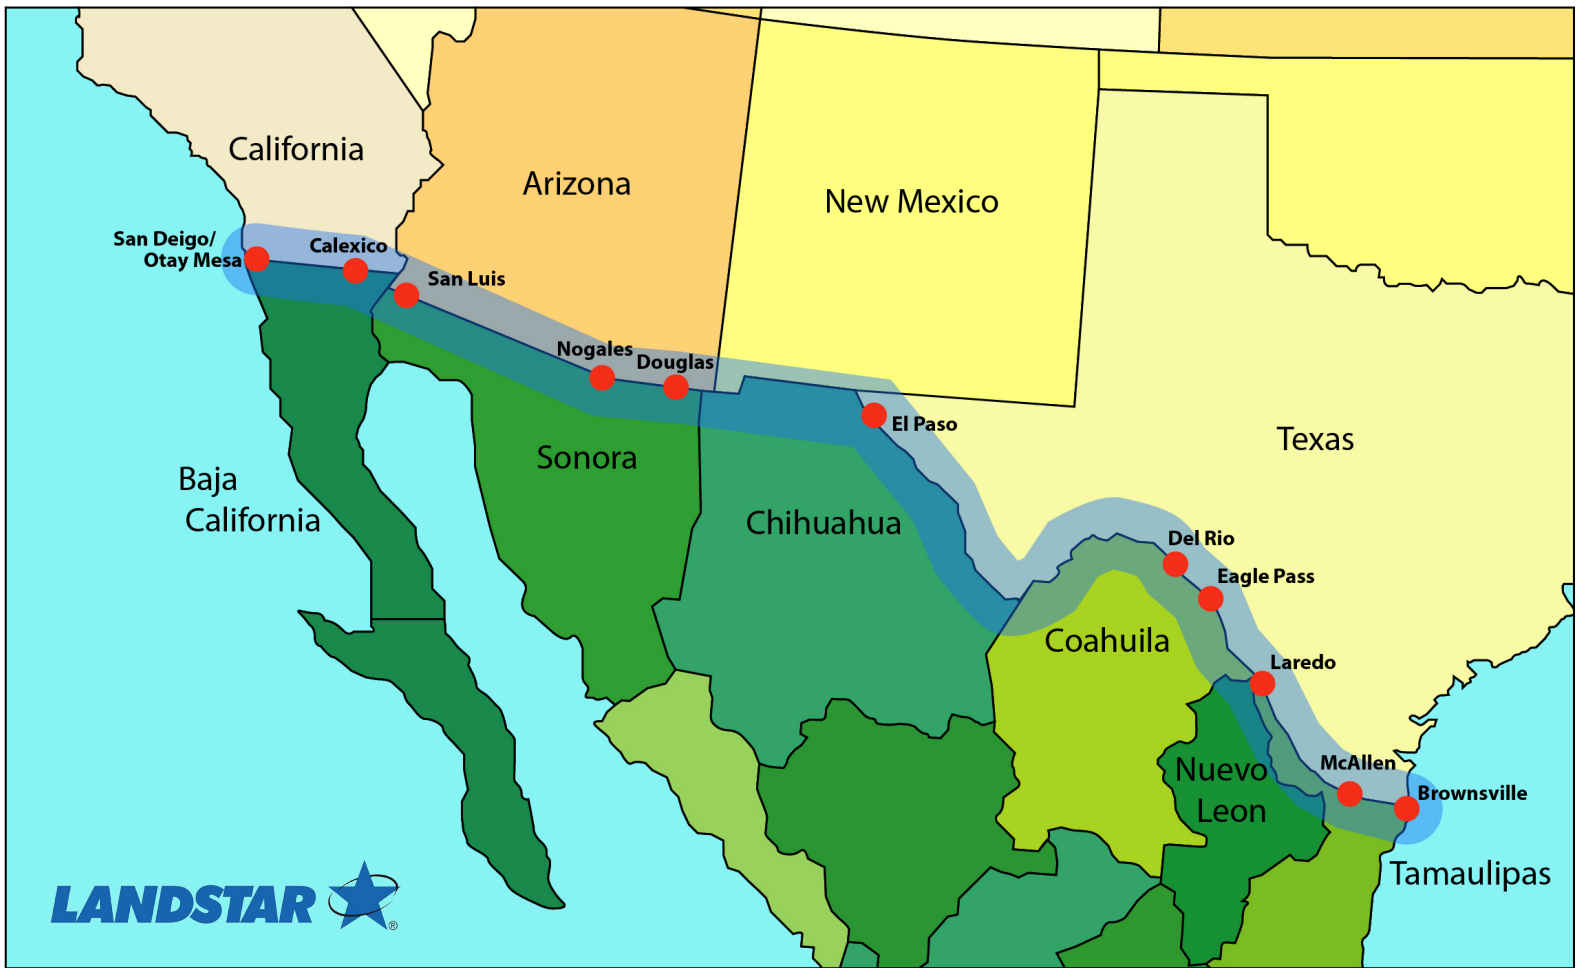 California
Arizona
New Mexico
San Deigo/
Otay Mesa
Calexico
San Luis
Nogales
Douglas
El Paso
Texas
Sonora
Baja
California
Chihuahua
Del Rio
Eagle Pass
Coahuila
Laredo
McAllen
Nuevo
Leon
Brownsville
Tamaulipas
LANDSTAR
®